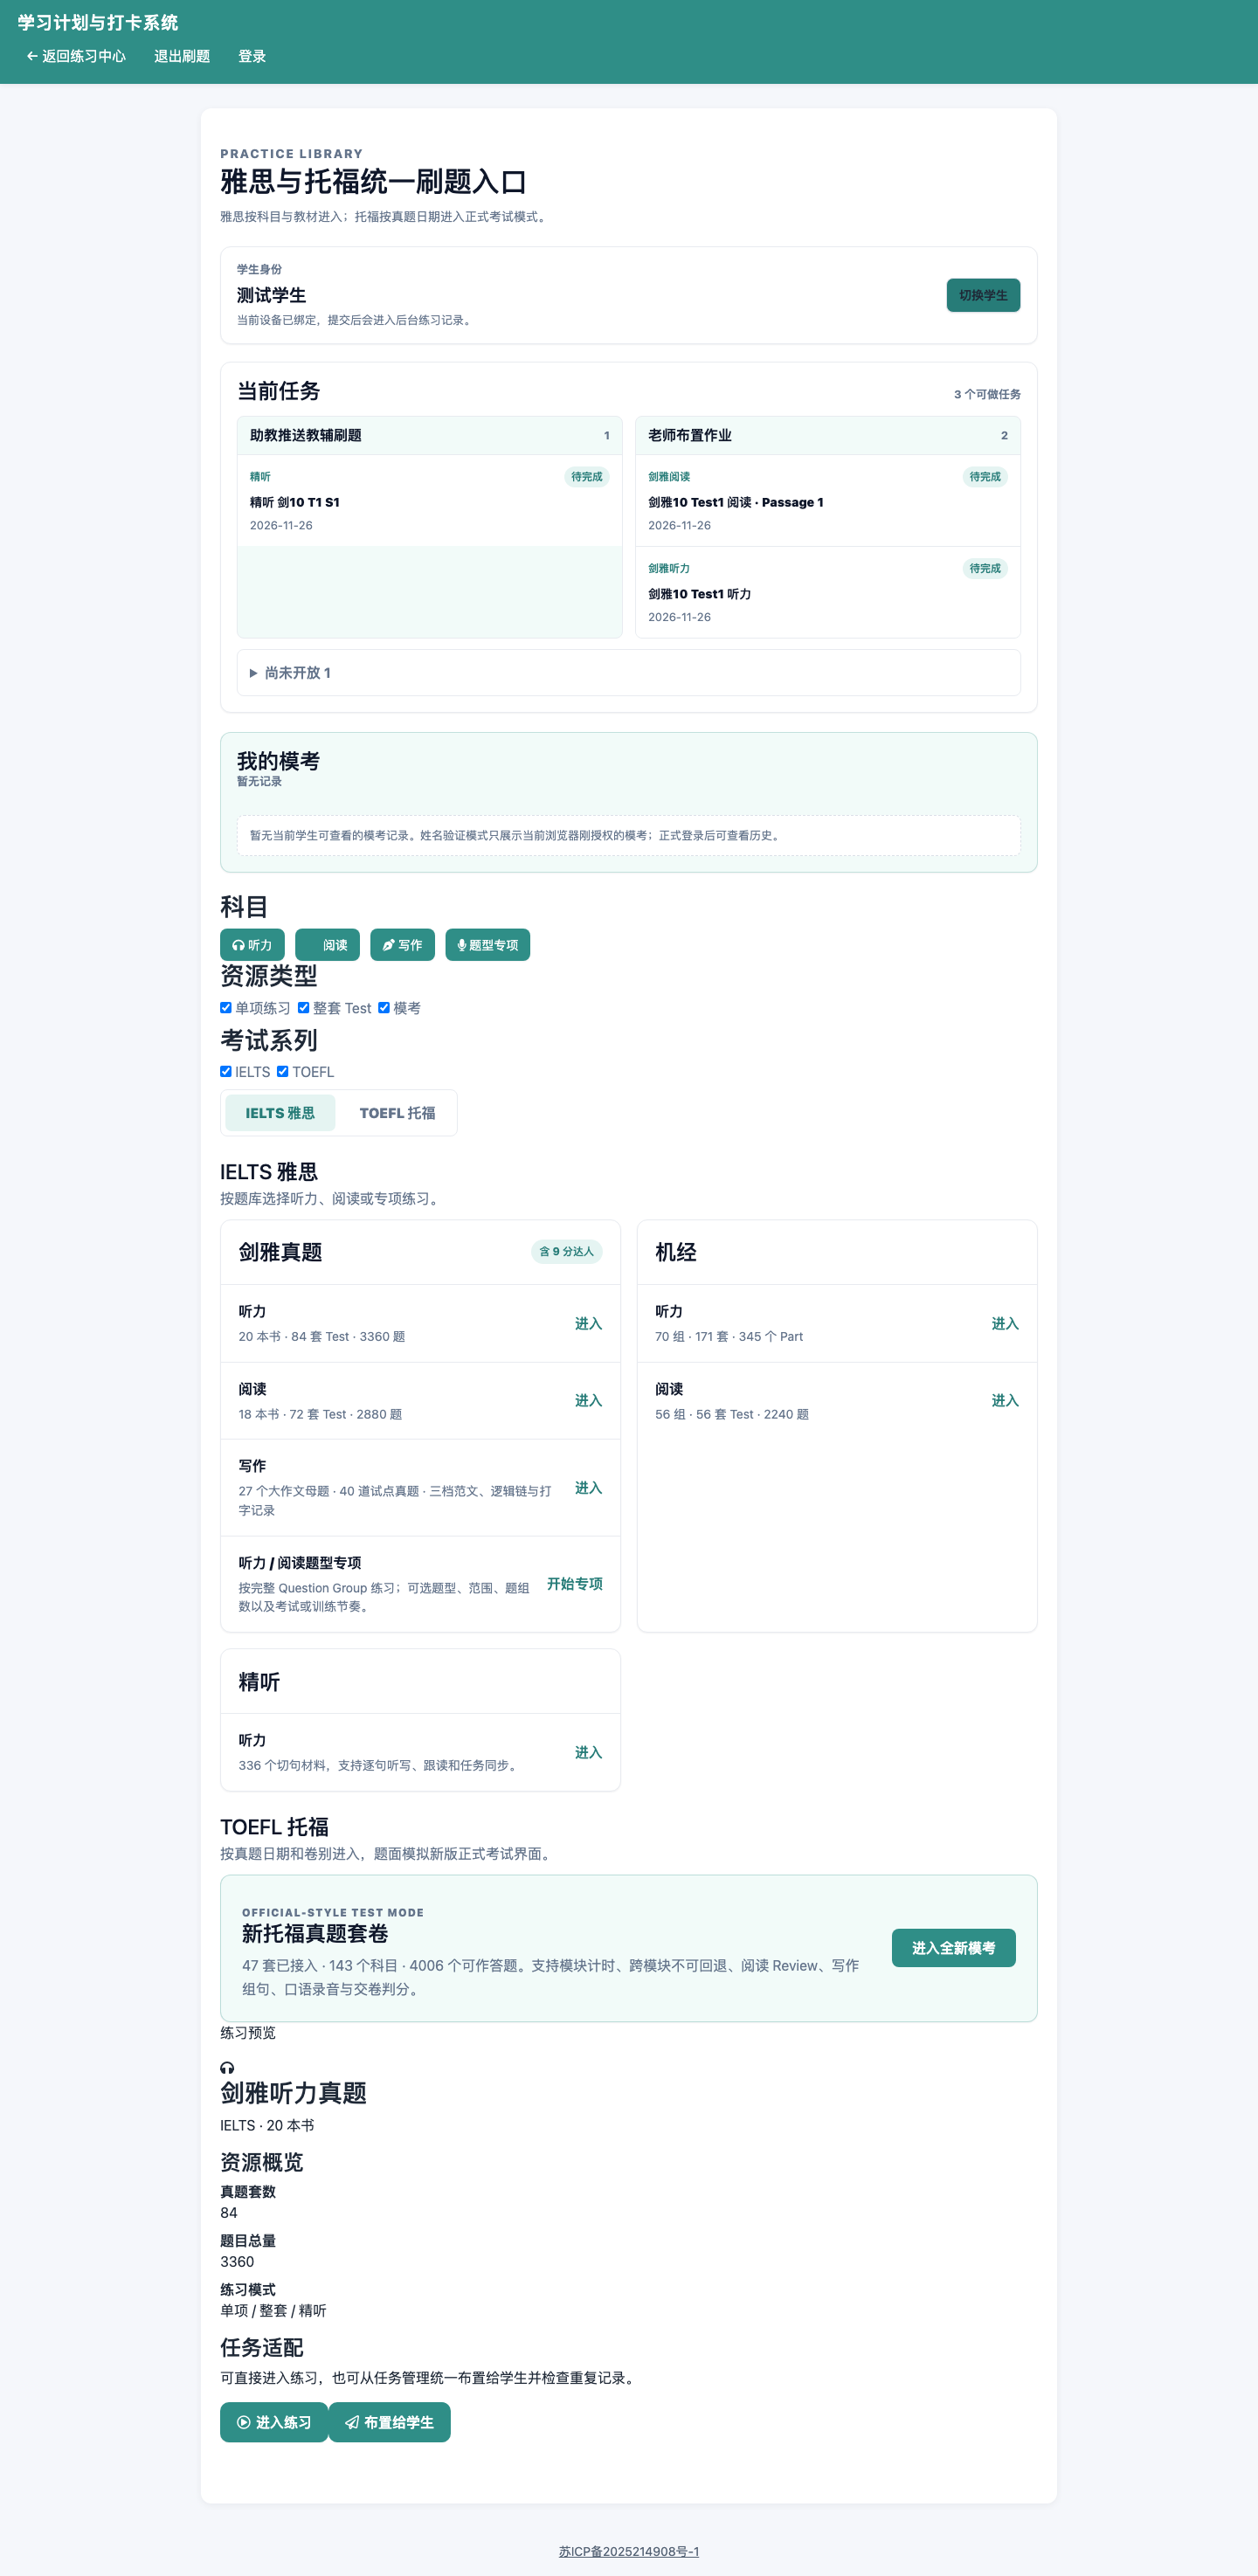 学习计划与打卡系统
← 返回练习中心 退出刷题 登录
PRACTICE LIBRARY
雅思与托福统一刷题入口
雅思按科目与教材进入；托福按真题日期进入正式考试模式。
学生身份
测试学生
当前设备已绑定，提交后会进入后台练习记录。
切换学生
当前任务
3 个可做任务
助教推送教辅刷题 1
精听 待完成
精听 剑10 T1 S1
2026-11-26
老师布置作业 2
剑雅阅读 待完成
剑雅10 Test1 阅读 · Passage 1
2026-11-26
剑雅听力 待完成
剑雅10 Test1 听力
2026-11-26
▶ 尚未开放 1
我的模考
暂无记录
暂无当前学生可查看的模考记录。姓名验证模式只展示当前浏览器刚授权的模考；正式登录后可查看历史。
科目
听力 阅读 写作 题型专项
资源类型
单项练习 整套 Test 模考
考试系列
IELTS TOEFL
IELTS 雅思 TOEFL 托福
IELTS 雅思
按题库选择听力、阅读或专项练习。
剑雅真题 含 9 分达人
听力
20 本书 · 84 套 Test · 3360 题
进入
阅读
18 本书 · 72 套 Test · 2880 题
进入
写作
27 个大作文母题 · 40 道试点真题 · 三档范文、逻辑链与打
字记录
进入
听力 / 阅读题型专项
按完整 Question Group 练习；可选题型、范围、题组
数以及考试或训练节奏。
开始专项
机经
听力
70 组 · 171 套 · 345 个 Part
进入
阅读
56 组 · 56 套 Test · 2240 题
进入
精听
听力
336 个切句材料，支持逐句听写、跟读和任务同步。
进入
TOEFL 托福
按真题日期和卷别进入，题面模拟新版正式考试界面。
OFFICIAL-STYLE TEST MODE
新托福真题套卷
47 套已接入 · 143 个科目 · 4006 个可作答题。支持模块计时、跨模块不可回退、阅读 Review、写作
组句、口语录音与交卷判分。
进入全新模考
练习预览
剑雅听力真题
IELTS · 20 本书
资源概览
真题套数
84
题目总量
3360
练习模式
单项 / 整套 / 精听
任务适配
可直接进入练习，也可从任务管理统一布置给学生并检查重复记录。
进入练习 布置给学生
苏ICP备2025214908号-1